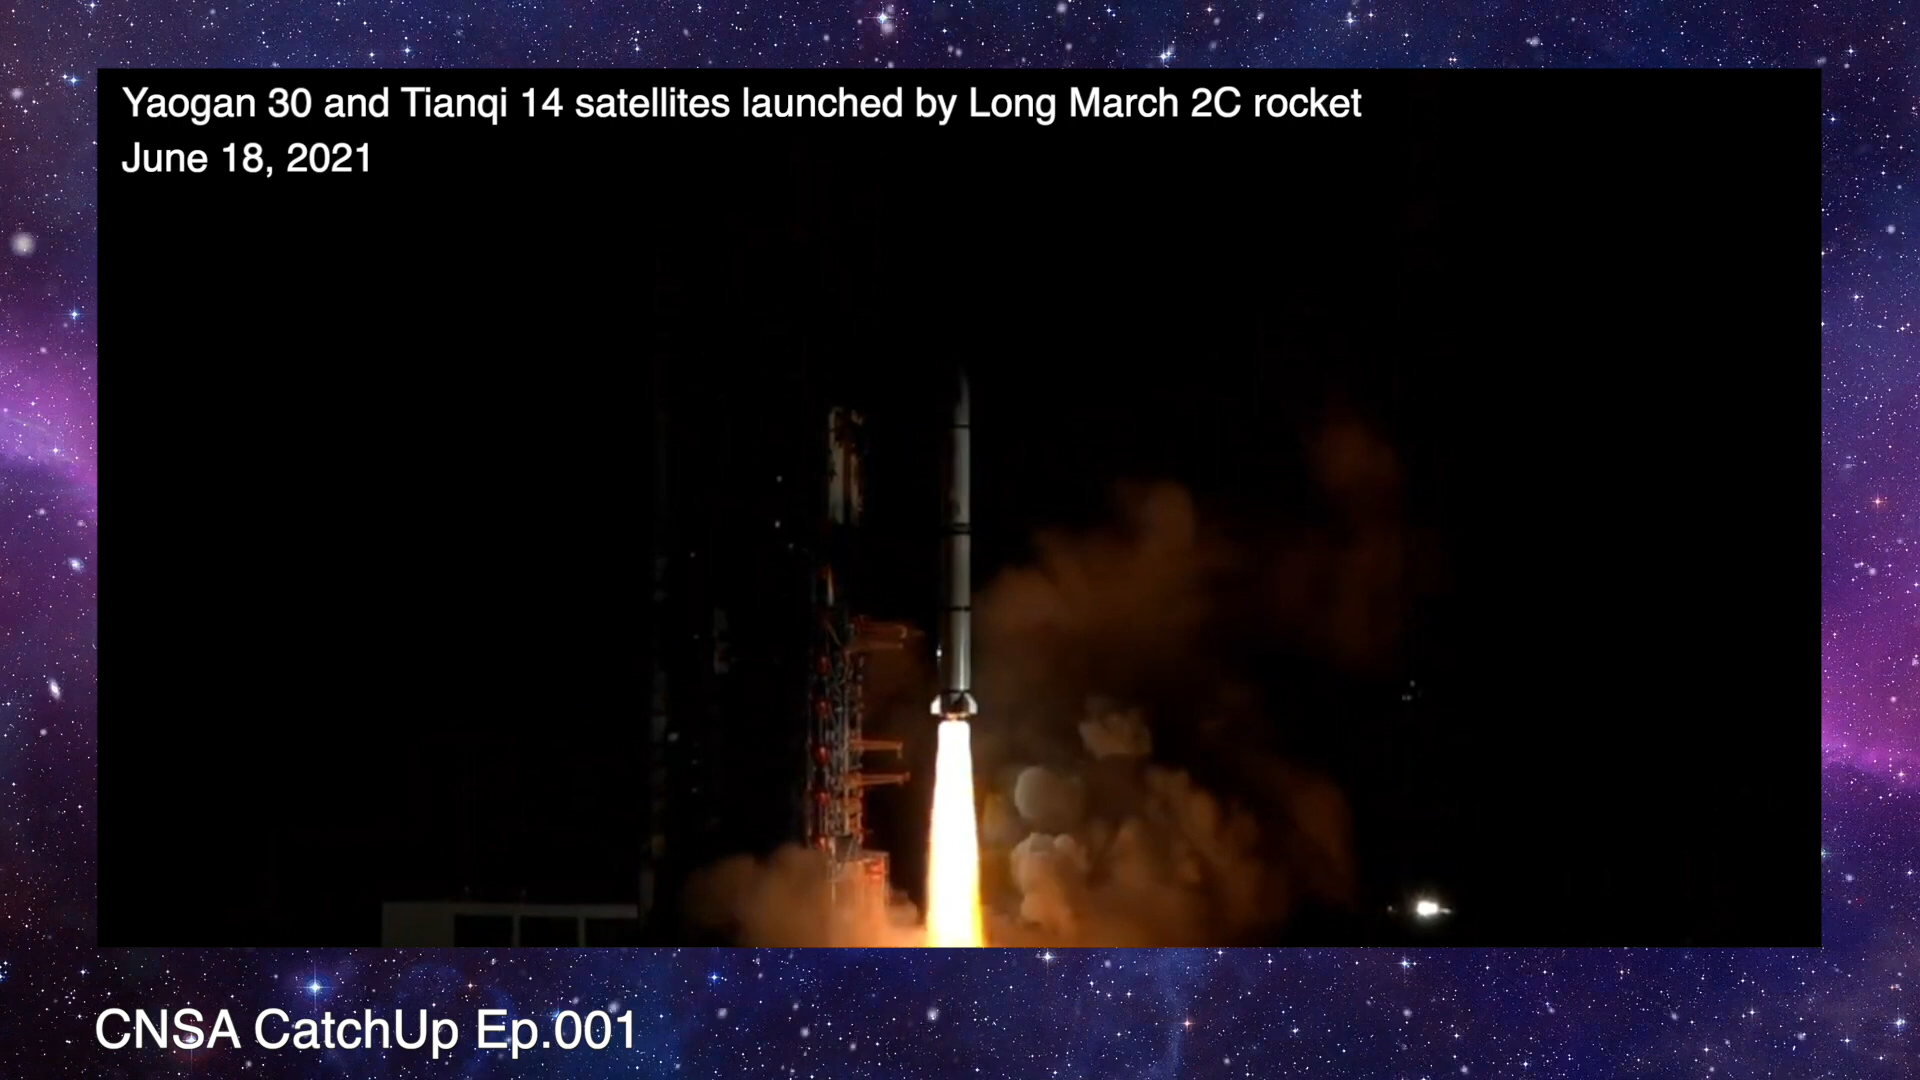 Yaogan 30 and Tianqi 14 satellites launched by Long March 2C rocket
June 18, 2021
CNSA CatchUp Ep.001